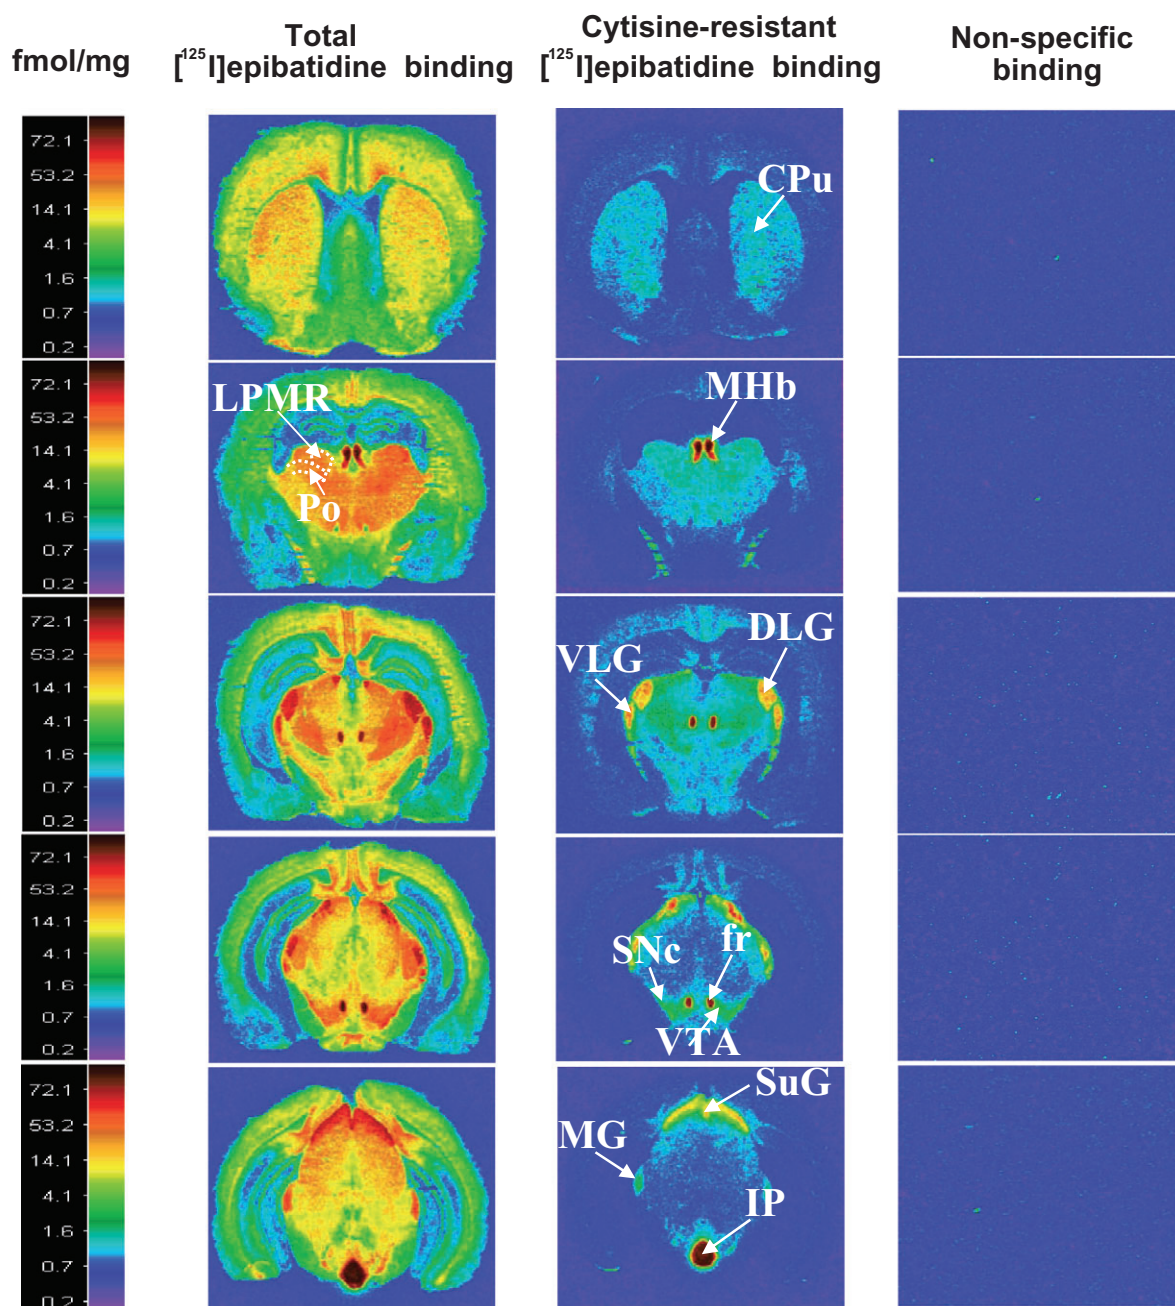 fmol/mg
Total
[¹²⁵I]epibatidine binding
Cytisine-resistant
[¹²⁵I]epibatidine binding
Non-specific
binding
72.1
53.2
14.1
4.1
1.6
0.7
0.2
CPu
72.1
53.2
14.1
4.1
1.6
0.7
0.2
LPMR
Po
MHb
72.1
53.2
14.1
4.1
1.6
0.7
0.2
VLG
DLG
72.1
53.2
14.1
4.1
1.6
0.7
0.2
SNc
fr
VTA
72.1
53.2
14.1
4.1
1.6
0.7
0.2
SuG
MG
IP